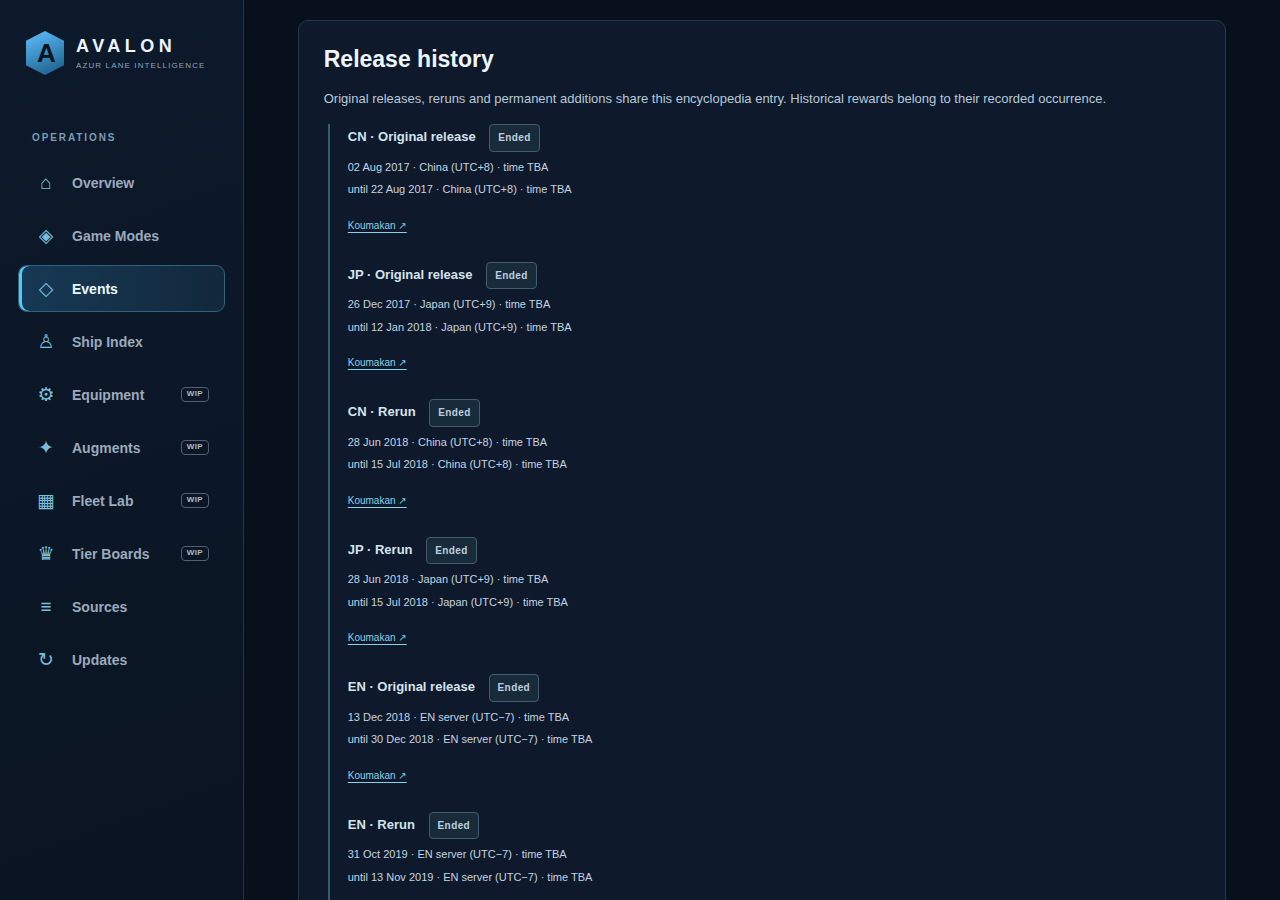 A
AVALON
AZUR LANE INTELLIGENCE
OPERATIONS
⌂ Overview
◈ Game Modes
◇ Events
♙ Ship Index
⚙ Equipment WIP
✦ Augments WIP
▦ Fleet Lab WIP
♛ Tier Boards WIP
≡ Sources
↻ Updates
Release history
Original releases, reruns and permanent additions share this encyclopedia entry. Historical rewards belong to their recorded occurrence.
CN · Original release Ended
02 Aug 2017 · China (UTC+8) · time TBA
until 22 Aug 2017 · China (UTC+8) · time TBA
Koumakan ↗
JP · Original release Ended
26 Dec 2017 · Japan (UTC+9) · time TBA
until 12 Jan 2018 · Japan (UTC+9) · time TBA
Koumakan ↗
CN · Rerun Ended
28 Jun 2018 · China (UTC+8) · time TBA
until 15 Jul 2018 · China (UTC+8) · time TBA
Koumakan ↗
JP · Rerun Ended
28 Jun 2018 · Japan (UTC+9) · time TBA
until 15 Jul 2018 · Japan (UTC+9) · time TBA
Koumakan ↗
EN · Original release Ended
13 Dec 2018 · EN server (UTC−7) · time TBA
until 30 Dec 2018 · EN server (UTC−7) · time TBA
Koumakan ↗
EN · Rerun Ended
31 Oct 2019 · EN server (UTC−7) · time TBA
until 13 Nov 2019 · EN server (UTC−7) · time TBA